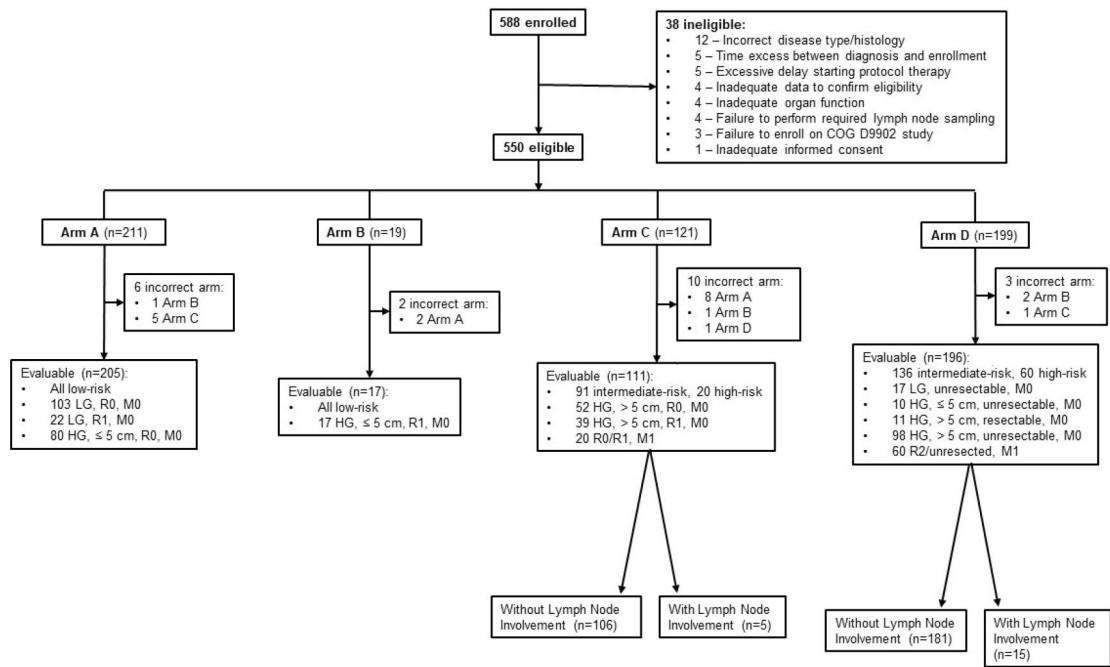 588 enrolled
38 ineligible:
• 12 – Incorrect disease type/histology
• 5 – Time excess between diagnosis and enrollment
• 5 – Excessive delay starting protocol therapy
• 4 – Inadequate data to confirm eligibility
• 4 – Inadequate organ function
• 4 – Failure to perform required lymph node sampling
• 3 – Failure to enroll on COG D9902 study
• 1 – Inadequate informed consent
550 eligible
Arm A (n=211)
Arm B (n=19)
Arm C (n=121)
Arm D (n=199)
6 incorrect arm:
• 1 Arm B
• 5 Arm C
2 incorrect arm:
• 2 Arm A
10 incorrect arm:
• 8 Arm A
• 1 Arm B
• 1 Arm D
3 incorrect arm:
• 2 Arm B
• 1 Arm C
Evaluable (n=205):
• All low-risk
• 103 LG, R0, M0
• 22 LG, R1, M0
• 80 HG, ≤ 5 cm, R0, M0
Evaluable (n=17):
• All low-risk
• 17 HG, ≤ 5 cm, R1, M0
Evaluable (n=111):
• 91 intermediate-risk, 20 high-risk
• 52 HG, > 5 cm, R0, M0
• 39 HG, > 5 cm, R1, M0
• 20 R0/R1, M1
Evaluable (n=196):
• 136 intermediate-risk, 60 high-risk
• 17 LG, unresectable, M0
• 10 HG, ≤ 5 cm, unresectable, M0
• 11 HG, > 5 cm, resectable, M0
• 98 HG, > 5 cm, unresectable, M0
• 60 R2/unresected, M1
Without Lymph Node
Involvement (n=106)
With Lymph Node
Involvement (n=5)
Without Lymph Node
Involvement (n=181)
With Lymph Node
Involvement
(n=15)